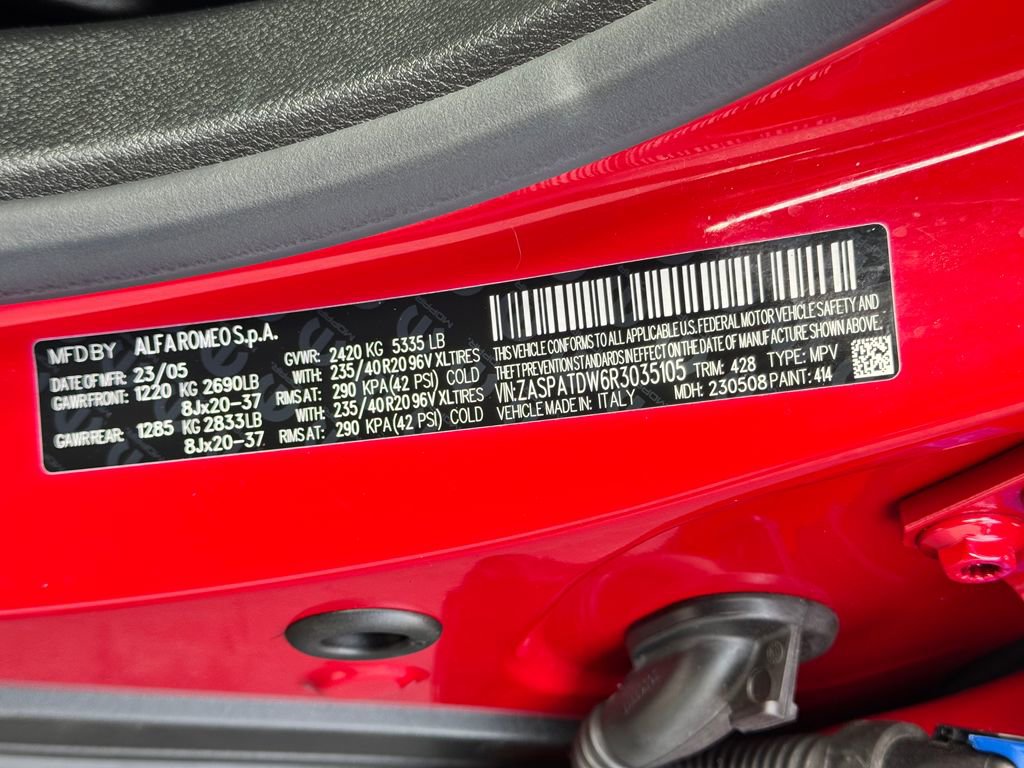 MFD BY ALFA ROMEO S.p.A.
DATE OF MFR: 23/05 GVWR: 2420 KG 5335 LB
GAWR FRONT: 1220 KG 2690LB 235/40 R20 96V XL TIRES
8Jx20-37 RIMS AT: 290 KPA (42 PSI) COLD
GAWR REAR: 1285 KG 2833LB 235/40 R20 96V XL TIRES
8Jx20-37 RIMS AT: 290 KPA (42 PSI) COLD
THIS VEHICLE CONFORMS TO ALL APPLICABLE U.S. FEDERAL MOTOR VEHICLE SAFETY AND
THEFT PREVENTION STANDARDS IN EFFECT ON THE DATE OF MANUFACTURE SHOWN ABOVE.
VIN: ZASPATDW6R3035105 TRIM: 428 TYPE: MPV
VEHICLE MADE IN: ITALY MDH: 230508 PAINT: 414